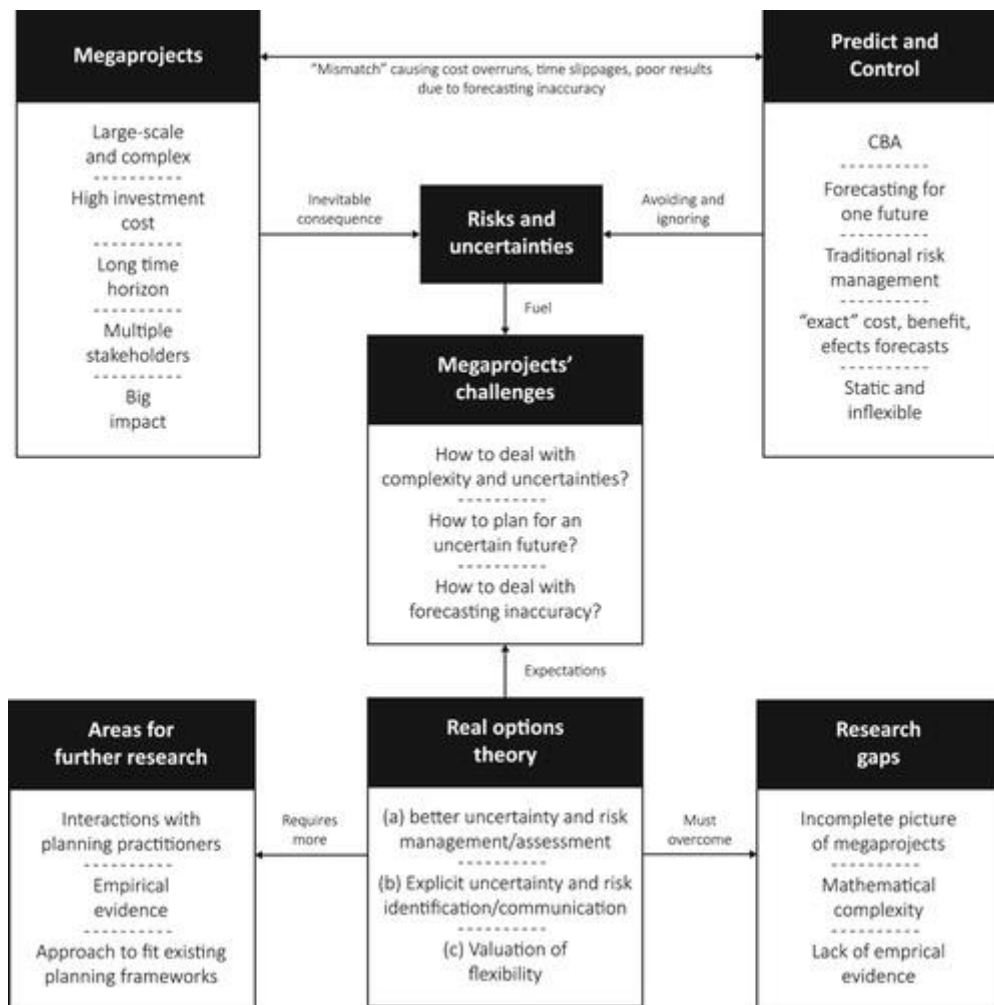 Megaprojects
Large-scale
and complex
High investment
cost
Long time
horizon
Multiple
stakeholders
Big
impact
"Mismatch" causing cost overruns, time slippages, poor results
due to forecasting inaccuracy
Predict and
Control
CBA
Forecasting for
one future
Traditional risk
management
"exact" cost, benefit,
efects forecasts
Static and
inflexible
Inevitable
consequence
Risks and
uncertainties
Avoiding and
ignoring
Fuel
Megaprojects'
challenges
How to deal with
complexity and uncertainties?
How to plan for an
uncertain future?
How to deal with
forecasting inaccuracy?
Expectations
Areas for
further research
Interactions with
planning practitioners
Empirical
evidence
Approach to fit existing
planning frameworks
Requires
more
Real options
theory
(a) better uncertainty and risk
management/assessment
(b) Explicit uncertainty and risk
identification/communication
(c) Valuation of
flexibility
Must
overcome
Research
gaps
Incomplete picture
of megaprojects
Mathematical
complexity
Lack of emprical
evidence